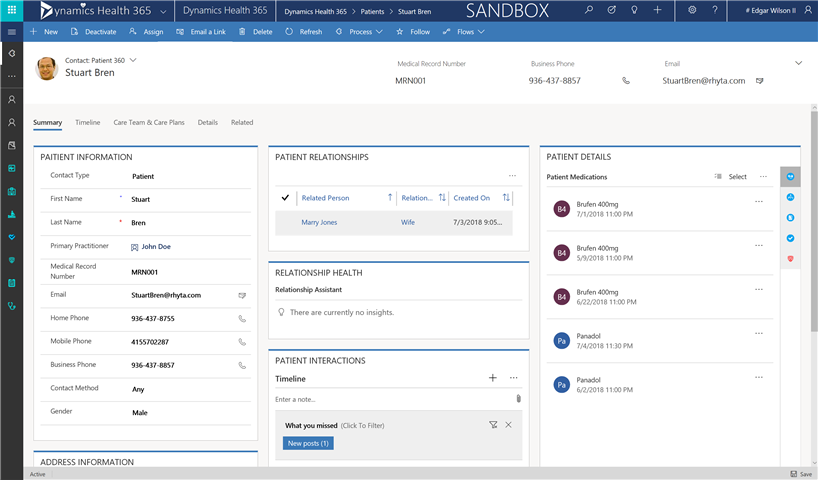 Dynamics Health 365
Dynamics Health 365
Dynamics Health 365 > Patients > Stuart Bren
SANDBOX
# Edgar Wilson II
New
Deactivate
Assign
Email a Link
Delete
Refresh
Process
Follow
Flows
Contact: Patient 360
Stuart Bren
Medical Record Number
MRN001
Business Phone
936-437-8857
Email
StuartBren@rhyta.com
Summary
Timeline
Care Team & Care Plans
Details
Related
PAITIENT INFORMATION
Contact Type
Patient
First Name
*
Stuart
Last Name
*
Bren
Primary Practitioner
John Doe
Medical Record
Number
MRN001
Email
StuartBren@rhyta.com
Home Phone
936-437-8755
Mobile Phone
4155702287
Business Phone
936-437-8857
Contact Method
Any
Gender
Male
ADDRESS INFORMATION
PATIENT RELATIONSHIPS
Related Person
Relation...
Created On
Marry Jones
Wife
7/3/2018 9:05...
RELATIONSHIP HEALTH
Relationship Assistant
There are currently no insights.
PATIENT INTERACTIONS
Timeline
Enter a note...
What you missed (Click To Filter)
New posts (1)
PATIENT DETAILS
Patient Medications
Select
B4
Brufen 400mg
7/1/2018 11:00 PM
B4
Brufen 400mg
5/9/2018 11:00 PM
B4
Brufen 400mg
6/22/2018 11:00 PM
Pa
Panadol
7/4/2018 11:30 PM
Pa
Panadol
6/2/2018 11:00 PM
Active
Save